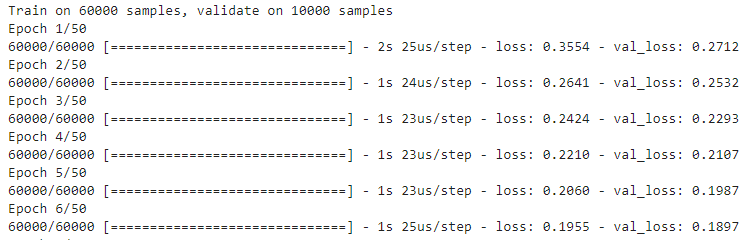 Train on 60000 samples, validate on 10000 samples
Epoch 1/50
60000/60000 [==============================] - 2s 25us/step - loss: 0.3554 - val_loss: 0.2712
Epoch 2/50
60000/60000 [==============================] - 1s 24us/step - loss: 0.2641 - val_loss: 0.2532
Epoch 3/50
60000/60000 [==============================] - 1s 23us/step - loss: 0.2424 - val_loss: 0.2293
Epoch 4/50
60000/60000 [==============================] - 1s 23us/step - loss: 0.2210 - val_loss: 0.2107
Epoch 5/50
60000/60000 [==============================] - 1s 23us/step - loss: 0.2060 - val_loss: 0.1987
Epoch 6/50
60000/60000 [==============================] - 1s 25us/step - loss: 0.1955 - val_loss: 0.1897